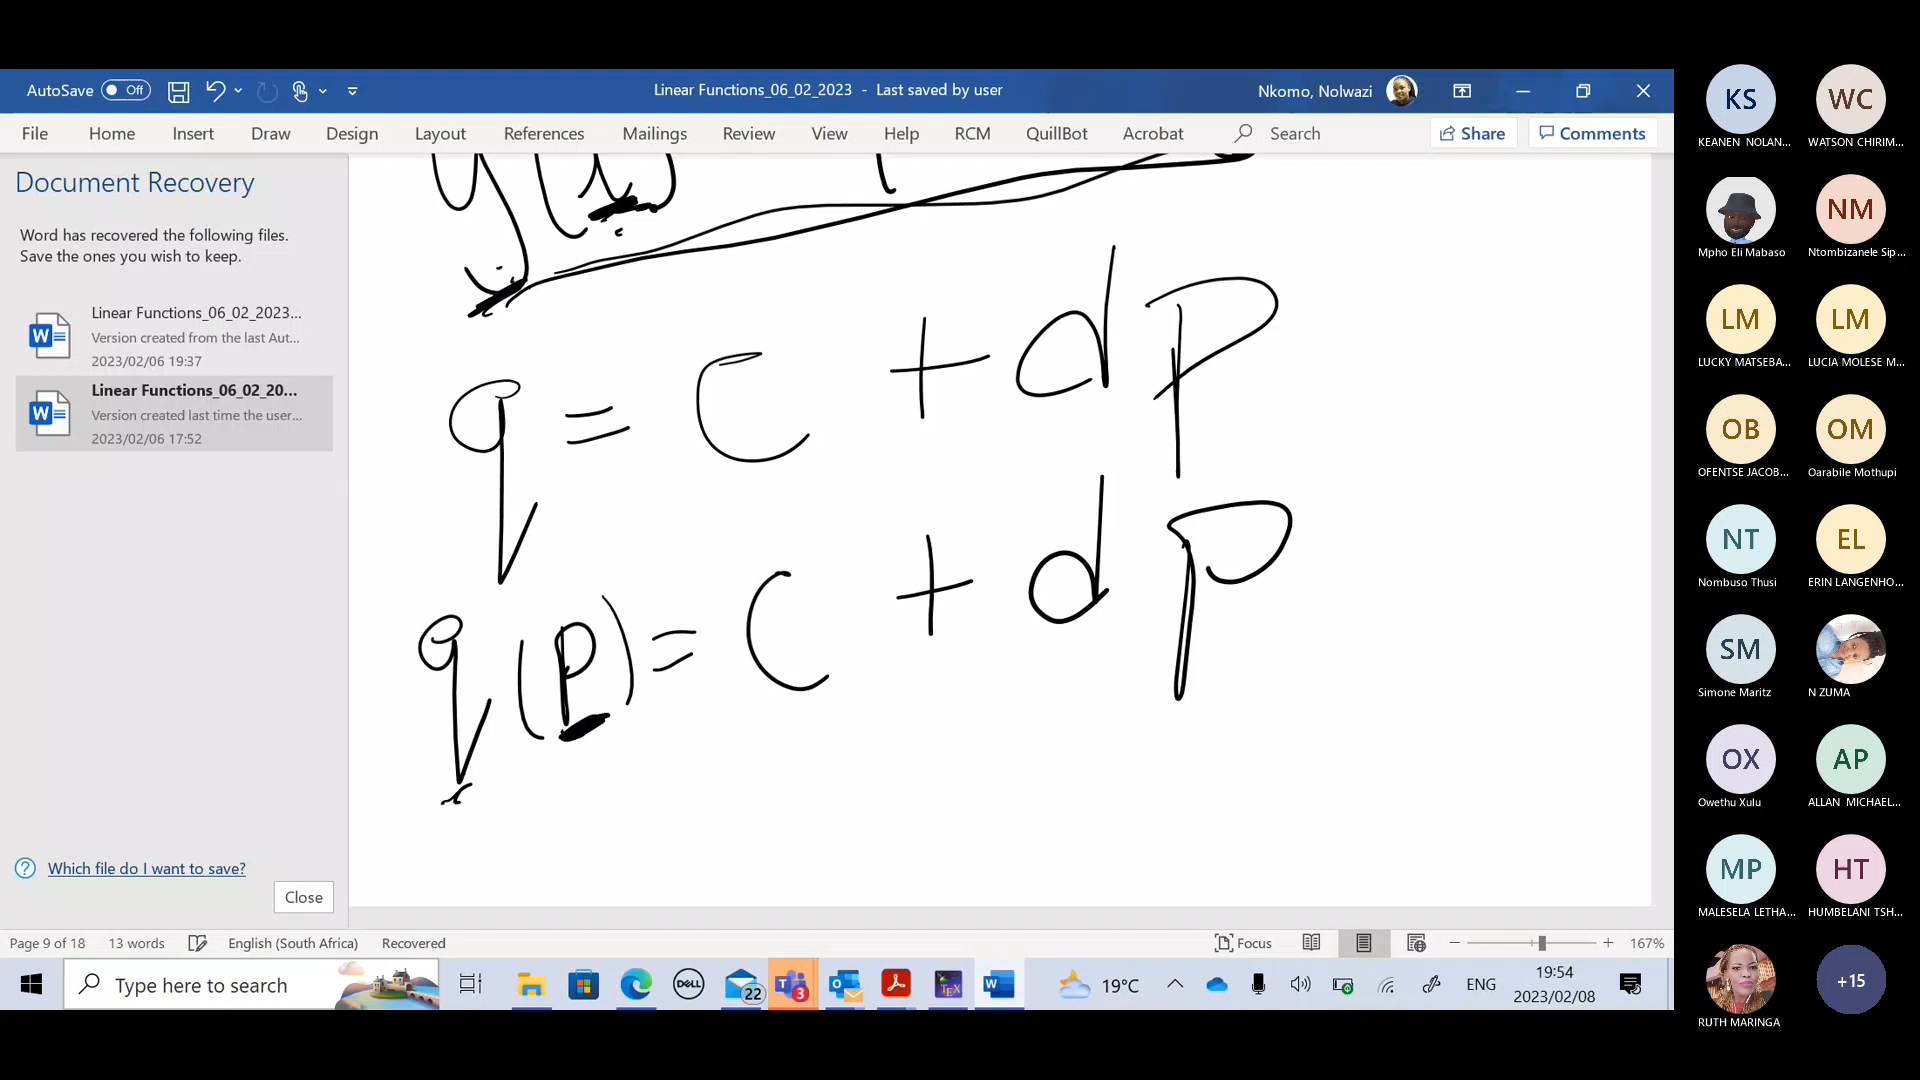 AutoSave Off
Linear Functions_06_02_2023 - Last saved by user
Nkomo, Nolwazi
File Home Insert Draw Design Layout References Mailings Review View Help RCM QuillBot Acrobat Search Share Comments
Document Recovery
Word has recovered the following files.
Save the ones you wish to keep.
Linear Functions_06_02_2023...
Version created from the last Aut...
2023/02/06 19:37
Linear Functions_06_02_20...
Version created last time the user...
2023/02/06 17:52
Which file do I want to save?
Close
q = c + dp
q(p) = c + dp
Page 9 of 18 13 words English (South Africa) Recovered Focus 167%
Type here to search
DELL
22
3
TEX
19°C
ENG
19:54
2023/02/08
KS WC
KEANEN NOLAN... WATSON CHIRIM...
NM
Mpho Eli Mabaso Ntombizanele Sip...
LM LM
LUCKY MATSEBA... LUCIA MOLESE M...
OB OM
OFENTSE JACOB... Oarabile Mothupi
NT EL
Nombuso Thusi ERIN LANGENHO...
SM
Simone Maritz N ZUMA
OX AP
Owethu Xulu ALLAN MICHAEL...
MP HT
MALESELA LETHA... HUMBELANI TSH...
+15
RUTH MARINGA